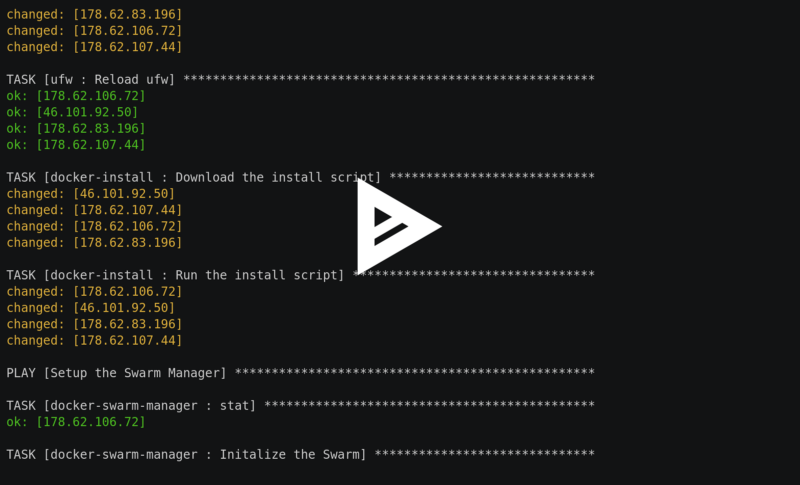 changed: [178.62.83.196]
changed: [178.62.106.72]
changed: [178.62.107.44]
TASK [ufw : Reload ufw] ********************************************************
ok: [178.62.106.72]
ok: [46.101.92.50]
ok: [178.62.83.196]
ok: [178.62.107.44]
TASK [docker-install : Download the install script] ****************************
changed: [46.101.92.50]
changed: [178.62.107.44]
changed: [178.62.106.72]
changed: [178.62.83.196]
TASK [docker-install : Run the install script] *********************************
changed: [178.62.106.72]
changed: [46.101.92.50]
changed: [178.62.83.196]
changed: [178.62.107.44]
PLAY [Setup the Swarm Manager] *************************************************
TASK [docker-swarm-manager : stat] *********************************************
ok: [178.62.106.72]
TASK [docker-swarm-manager : Initalize the Swarm] ******************************